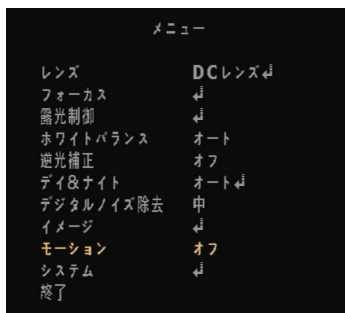 メニュー
レンズ DCレンズ↲
フォーカス ↲
露光制御 ↲
ホワイトバランス オート
逆光補正 オフ
デイ&ナイト オート↲
デジタルノイズ除去 中
イメージ ↲
モーション オフ
システム ↲
終了